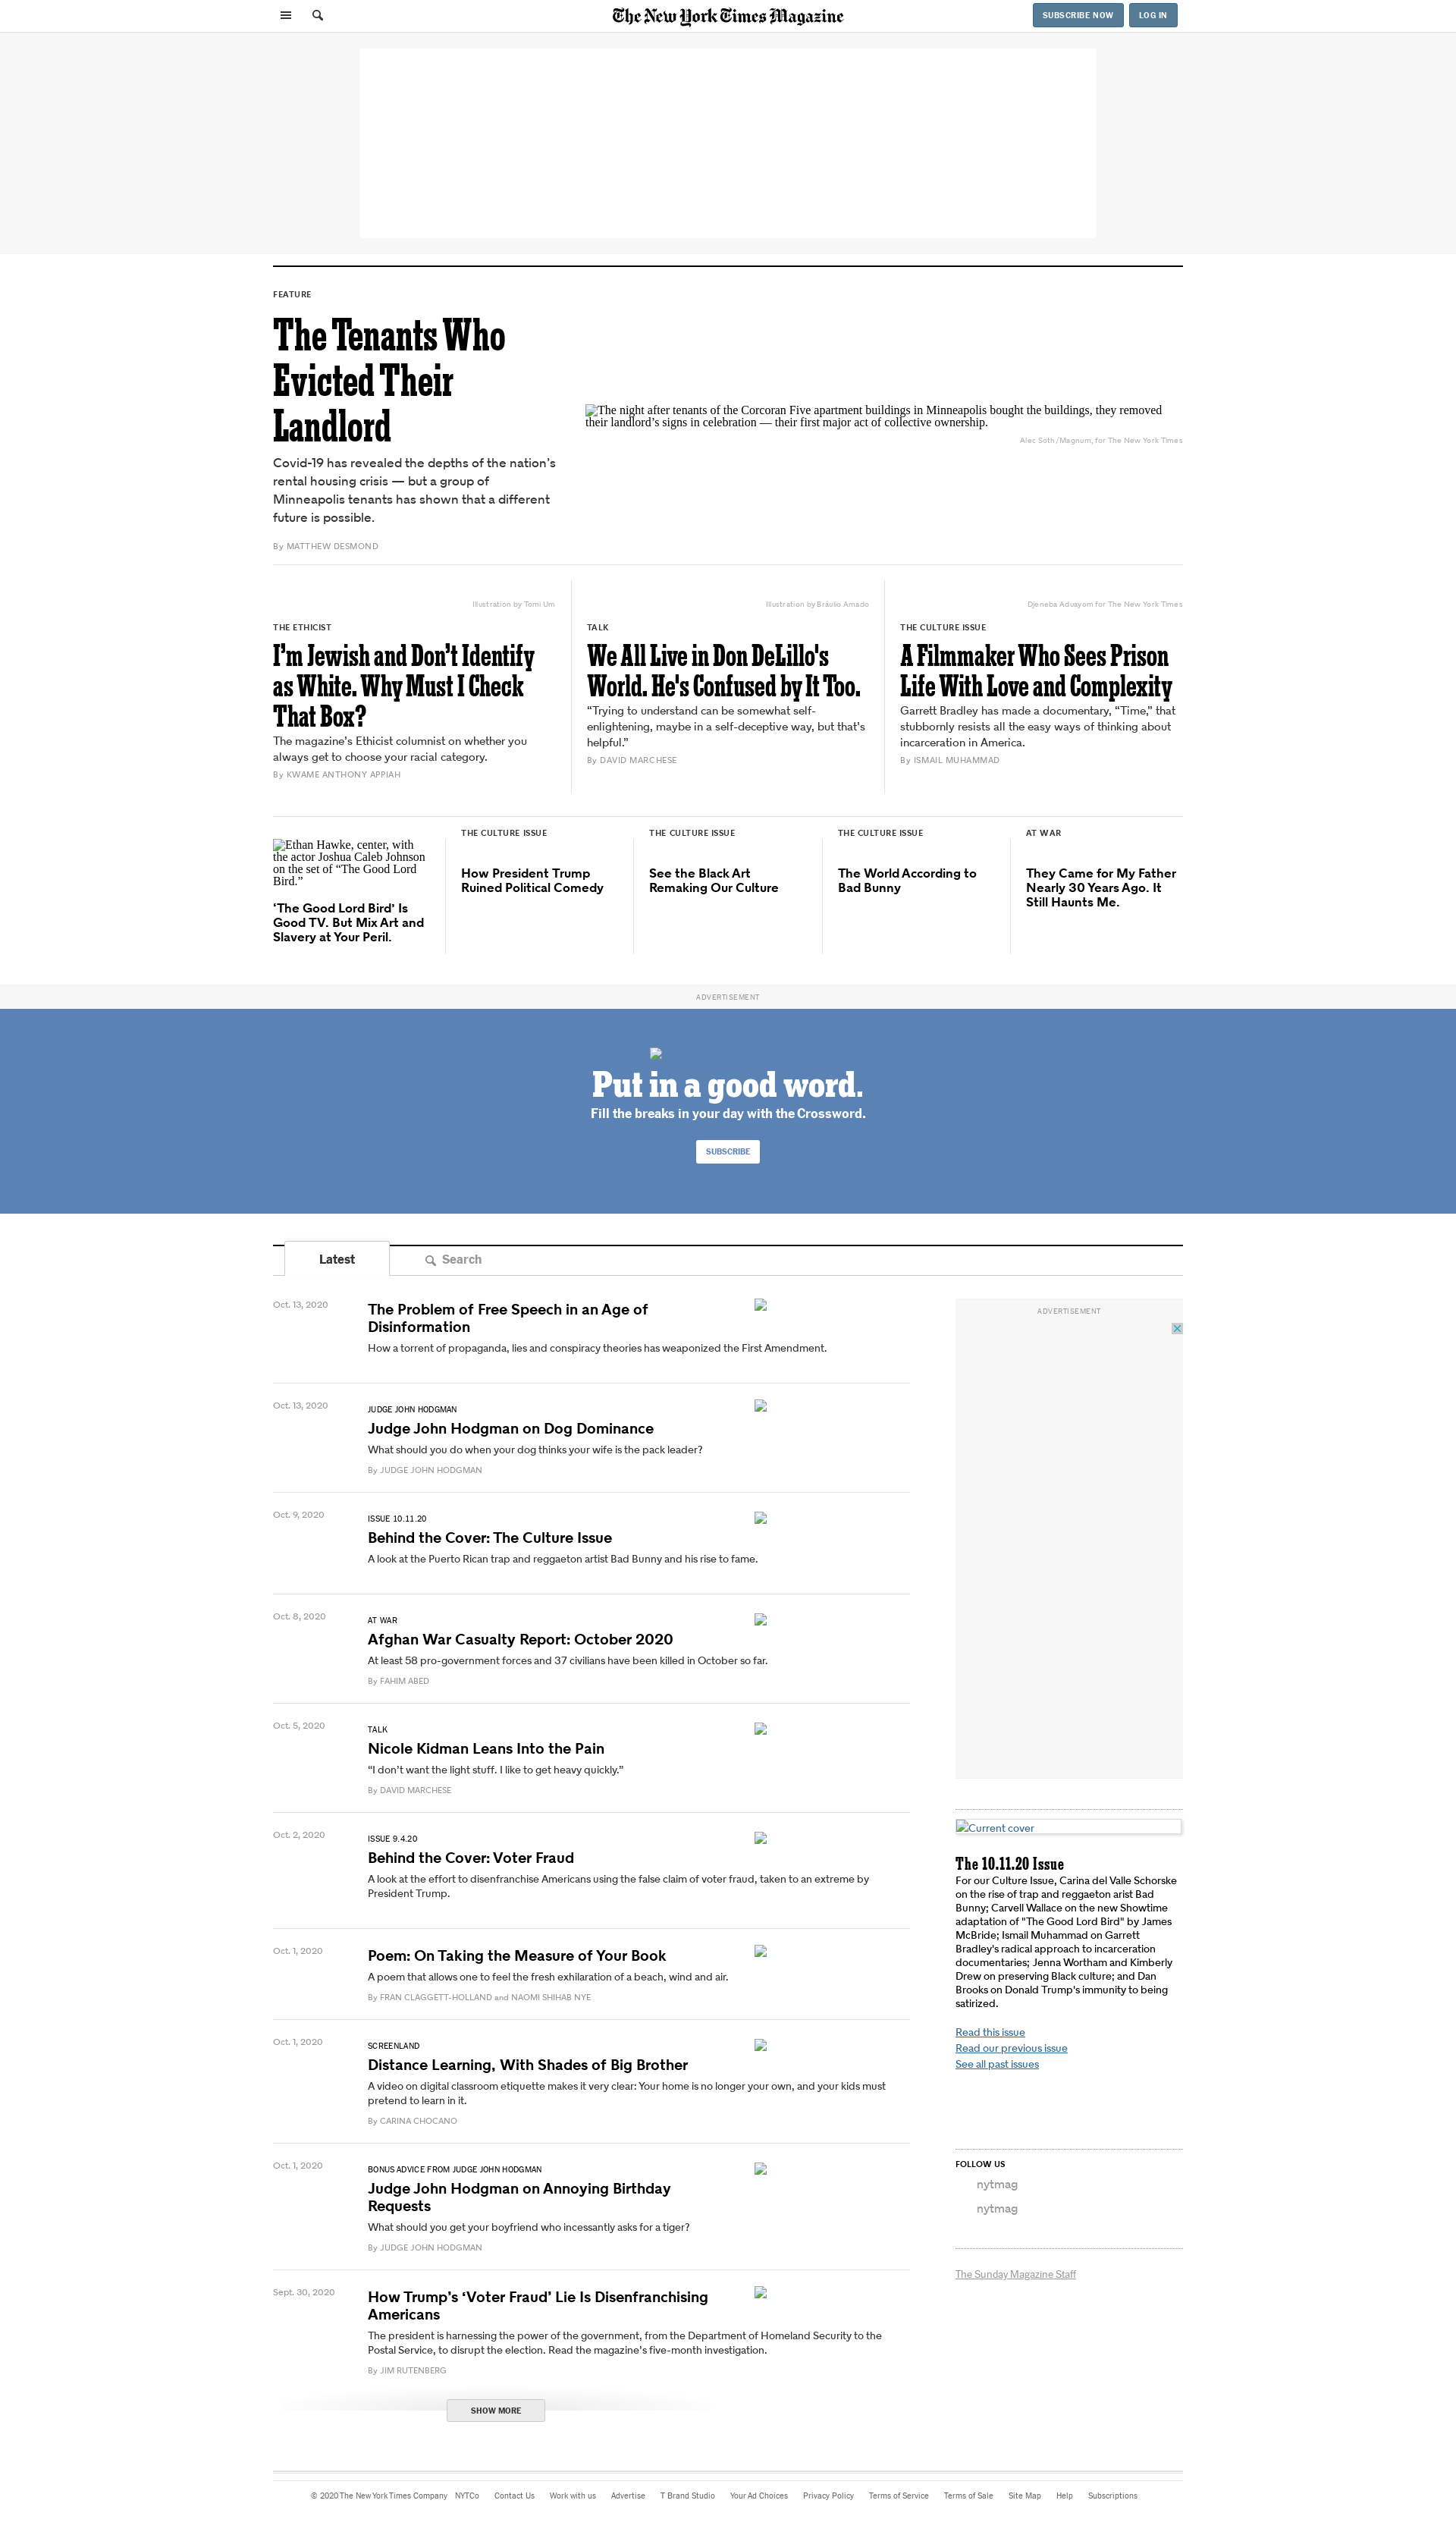 The New York Times Magazine
SUBSCRIBE NOW
LOG IN
FEATURE
The Tenants Who
Evicted Their
Landlord
Covid-19 has revealed the depths of the nation’s
rental housing crisis — but a group of
Minneapolis tenants has shown that a different
future is possible.
By MATTHEW DESMOND
The night after tenants of the Corcoran Five apartment buildings in Minneapolis bought the buildings, they removed
their landlord’s signs in celebration — their first major act of collective ownership.
Alec Soth/Magnum, for The New York Times
Illustration by Tomi Um
THE ETHICIST
I’m Jewish and Don’t Identify
as White. Why Must I Check
That Box?
The magazine’s Ethicist columnist on whether you
always get to choose your racial category.
By KWAME ANTHONY APPIAH
Illustration by Bráulio Amado
TALK
We All Live in Don DeLillo's
World. He's Confused by It Too.
“Trying to understand can be somewhat self-
enlightening, maybe in a self-deceptive way, but that’s
helpful.”
By DAVID MARCHESE
Djeneba Aduayom for The New York Times
THE CULTURE ISSUE
A Filmmaker Who Sees Prison
Life With Love and Complexity
Garrett Bradley has made a documentary, “Time,” that
stubbornly resists all the easy ways of thinking about
incarceration in America.
By ISMAIL MUHAMMAD
Ethan Hawke, center, with
the actor Joshua Caleb Johnson
on the set of “The Good Lord
Bird.”
‘The Good Lord Bird’ Is
Good TV. But Mix Art and
Slavery at Your Peril.
THE CULTURE ISSUE
How President Trump
Ruined Political Comedy
THE CULTURE ISSUE
See the Black Art
Remaking Our Culture
THE CULTURE ISSUE
The World According to
Bad Bunny
AT WAR
They Came for My Father
Nearly 30 Years Ago. It
Still Haunts Me.
ADVERTISEMENT
Put in a good word.
Fill the breaks in your day with the Crossword.
SUBSCRIBE
Latest
Search
Oct. 13, 2020
The Problem of Free Speech in an Age of
Disinformation
How a torrent of propaganda, lies and conspiracy theories has weaponized the First Amendment.
Oct. 13, 2020
JUDGE JOHN HODGMAN
Judge John Hodgman on Dog Dominance
What should you do when your dog thinks your wife is the pack leader?
By JUDGE JOHN HODGMAN
Oct. 9, 2020
ISSUE 10.11.20
Behind the Cover: The Culture Issue
A look at the Puerto Rican trap and reggaeton artist Bad Bunny and his rise to fame.
Oct. 8, 2020
AT WAR
Afghan War Casualty Report: October 2020
At least 58 pro-government forces and 37 civilians have been killed in October so far.
By FAHIM ABED
Oct. 5, 2020
TALK
Nicole Kidman Leans Into the Pain
“I don’t want the light stuff. I like to get heavy quickly.”
By DAVID MARCHESE
Oct. 2, 2020
ISSUE 9.4.20
Behind the Cover: Voter Fraud
A look at the effort to disenfranchise Americans using the false claim of voter fraud, taken to an extreme by
President Trump.
Oct. 1, 2020
Poem: On Taking the Measure of Your Book
A poem that allows one to feel the fresh exhilaration of a beach, wind and air.
By FRAN CLAGGETT-HOLLAND and NAOMI SHIHAB NYE
Oct. 1, 2020
SCREENLAND
Distance Learning, With Shades of Big Brother
A video on digital classroom etiquette makes it very clear: Your home is no longer your own, and your kids must
pretend to learn in it.
By CARINA CHOCANO
Oct. 1, 2020
BONUS ADVICE FROM JUDGE JOHN HODGMAN
Judge John Hodgman on Annoying Birthday
Requests
What should you get your boyfriend who incessantly asks for a tiger?
By JUDGE JOHN HODGMAN
Sept. 30, 2020
How Trump’s ‘Voter Fraud’ Lie Is Disenfranchising
Americans
The president is harnessing the power of the government, from the Department of Homeland Security to the
Postal Service, to disrupt the election. Read the magazine’s five-month investigation.
By JIM RUTENBERG
SHOW MORE
ADVERTISEMENT
Current cover
The 10.11.20 Issue
For our Culture Issue, Carina del Valle Schorske
on the rise of trap and reggaeton arist Bad
Bunny; Carvell Wallace on the new Showtime
adaptation of "The Good Lord Bird" by James
McBride; Ismail Muhammad on Garrett
Bradley's radical approach to incarceration
documentaries; Jenna Wortham and Kimberly
Drew on preserving Black culture; and Dan
Brooks on Donald Trump's immunity to being
satirized.
Read this issue
Read our previous issue
See all past issues
FOLLOW US
nytmag
nytmag
The Sunday Magazine Staff
© 2020 The New York Times Company NYTCo Contact Us Work with us Advertise T Brand Studio Your Ad Choices Privacy Policy Terms of Service Terms of Sale Site Map Help Subscriptions